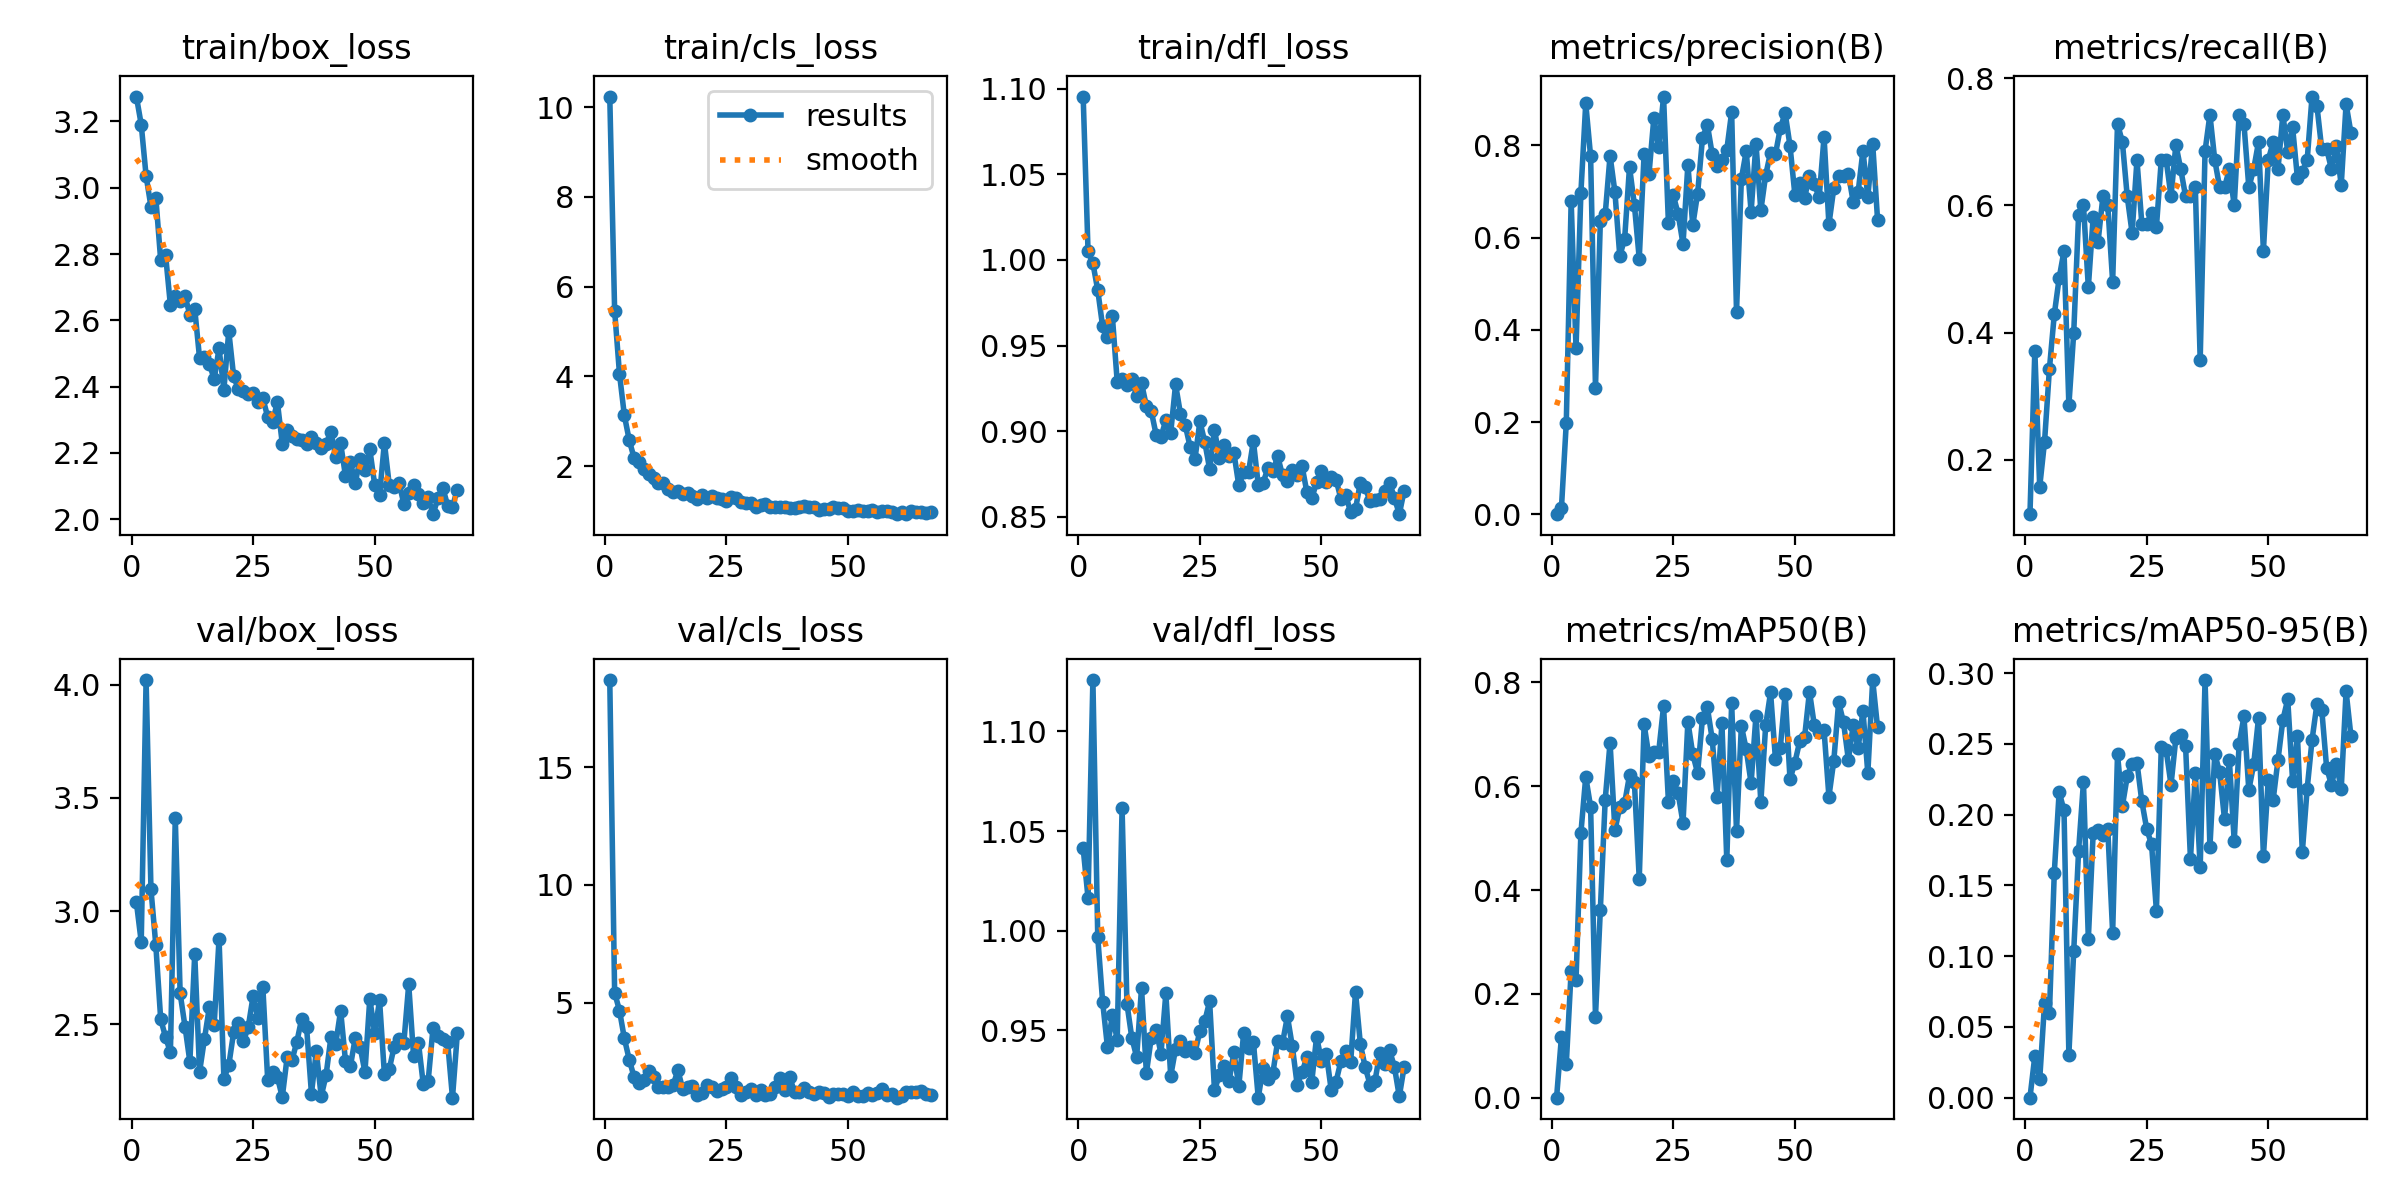 train/box_loss
3.2
3.0
2.8
2.6
2.4
2.2
2.0
0 25 50
train/cls_loss
10
8
6
4
2
0 25 50
results
smooth
train/dfl_loss
1.10
1.05
1.00
0.95
0.90
0.85
0 25 50
metrics/precision(B)
0.8
0.6
0.4
0.2
0.0
0 25 50
metrics/recall(B)
0.8
0.6
0.4
0.2
0 25 50
val/box_loss
4.0
3.5
3.0
2.5
0 25 50
val/cls_loss
15
10
5
0 25 50
val/dfl_loss
1.10
1.05
1.00
0.95
0 25 50
metrics/mAP50(B)
0.8
0.6
0.4
0.2
0.0
0 25 50
metrics/mAP50-95(B)
0.30
0.25
0.20
0.15
0.10
0.05
0.00
0 25 50